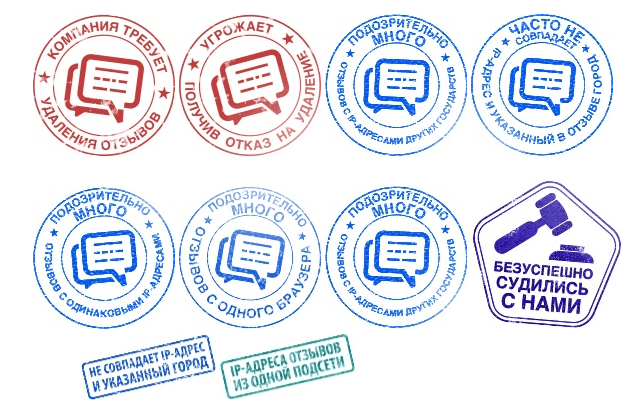 КОМПАНИЯ ТРЕБУЕТ
УДАЛЕНИЯ ОТЗЫВОВ
УГРОЖАЕТ
ПОЛУЧИВ ОТКАЗ НА УДАЛЕНИЕ
ПОДОЗРИТЕЛЬНО
МНОГО
ОТЗЫВОВ С IP-АДРЕСАМИ ДРУГИХ ГОСУДАРСТВ
ЧАСТО НЕ
СОВПАДАЕТ
IP-АДРЕС И УКАЗАННЫЙ В ОТЗЫВЕ ГОРОД
ПОДОЗРИТЕЛЬНО
МНОГО
ОТЗЫВОВ С ОДИНАКОВЫМИ IP-АДРЕСАМИ
ПОДОЗРИТЕЛЬНО
МНОГО
ОТЗЫВОВ С ОДНОГО БРАУЗЕРА
ПОДОЗРИТЕЛЬНО
МНОГО
ОТЗЫВОВ С IP-АДРЕСАМИ ДРУГИХ ГОСУДАРСТВ
БЕЗУСПЕШНО
СУДИЛИСЬ
С НАМИ
НЕ СОВПАДАЕТ IP-АДРЕС
И УКАЗАННЫЙ ГОРОД
IP-АДРЕСА ОТЗЫВОВ
ИЗ ОДНОЙ ПОДСЕТИ